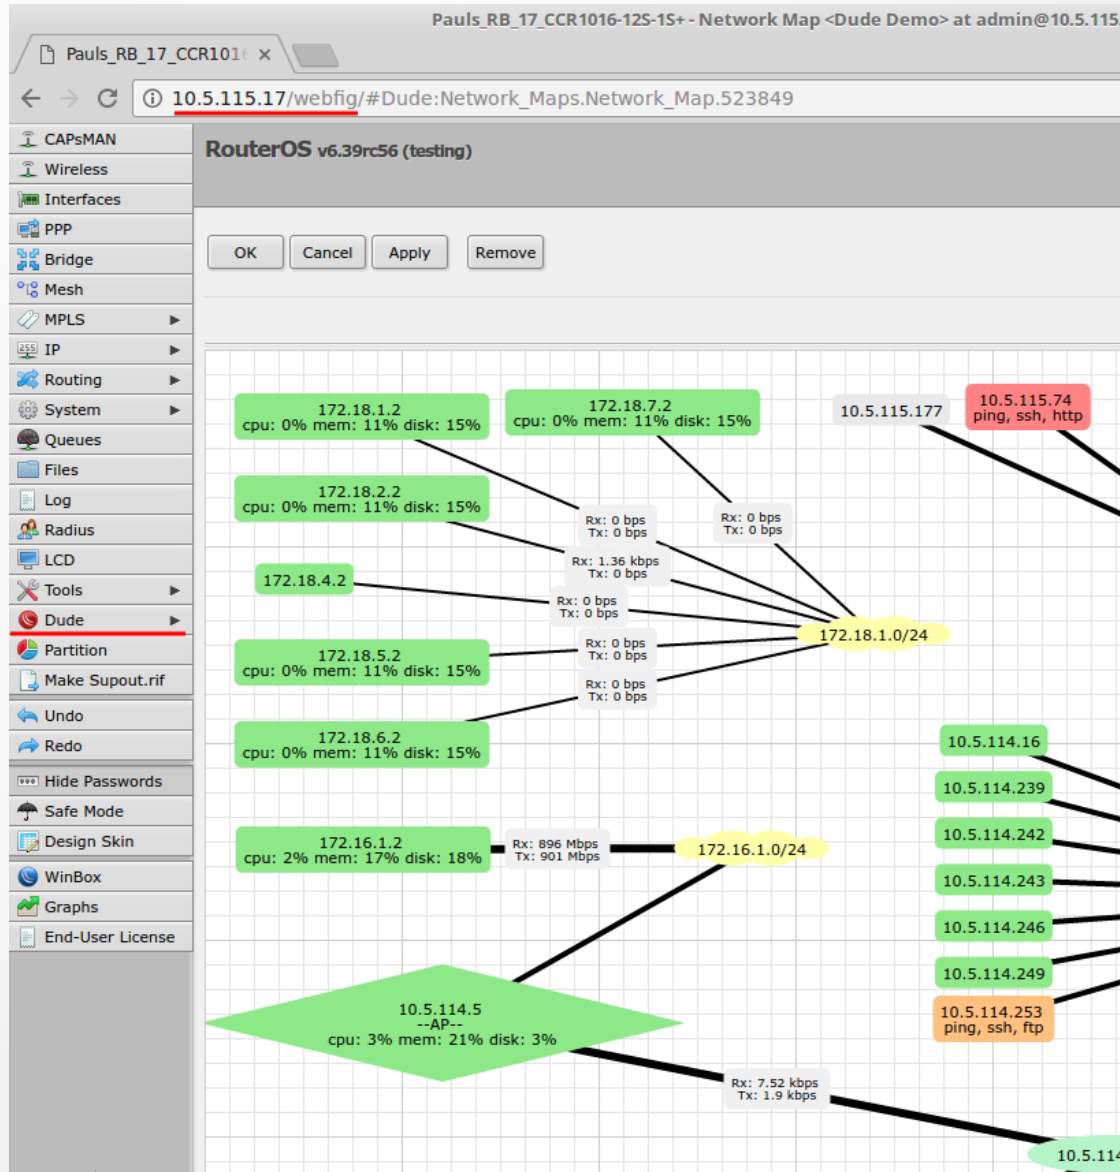 Pauls_RB_17_CCR1016-12S-1S+ - Network Map <Dude Demo> at admin@10.5.115.
Pauls_RB_17_CCR101
10.5.115.17/webfig/#Dude:Network_Maps.Network_Map.523849
CAPsMAN
Wireless
Interfaces
PPP
Bridge
Mesh
MPLS
IP
Routing
System
Queues
Files
Log
Radius
LCD
Tools
Dude
Partition
Make Supout.rif
Undo
Redo
Hide Passwords
Safe Mode
Design Skin
WinBox
Graphs
End-User License
RouterOS v6.39rc56 (testing)
OK
Cancel
Apply
Remove
172.18.1.2
cpu: 0% mem: 11% disk: 15%
172.18.7.2
cpu: 0% mem: 11% disk: 15%
10.5.115.177
10.5.115.74
ping, ssh, http
172.18.2.2
cpu: 0% mem: 11% disk: 15%
Rx: 0 bps
Tx: 0 bps
Rx: 0 bps
Tx: 0 bps
Rx: 1.36 kbps
Tx: 0 bps
172.18.4.2
Rx: 0 bps
Tx: 0 bps
172.18.1.0/24
172.18.5.2
cpu: 0% mem: 11% disk: 15%
Rx: 0 bps
Tx: 0 bps
Rx: 0 bps
Tx: 0 bps
172.18.6.2
cpu: 0% mem: 11% disk: 15%
10.5.114.16
10.5.114.239
10.5.114.242
10.5.114.243
10.5.114.246
10.5.114.249
10.5.114.253
ping, ssh, ftp
172.16.1.2
cpu: 2% mem: 17% disk: 18%
Rx: 896 Mbps
Tx: 901 Mbps
172.16.1.0/24
10.5.114.5
--AP--
cpu: 3% mem: 21% disk: 3%
Rx: 7.52 kbps
Tx: 1.9 kbps
10.5.114